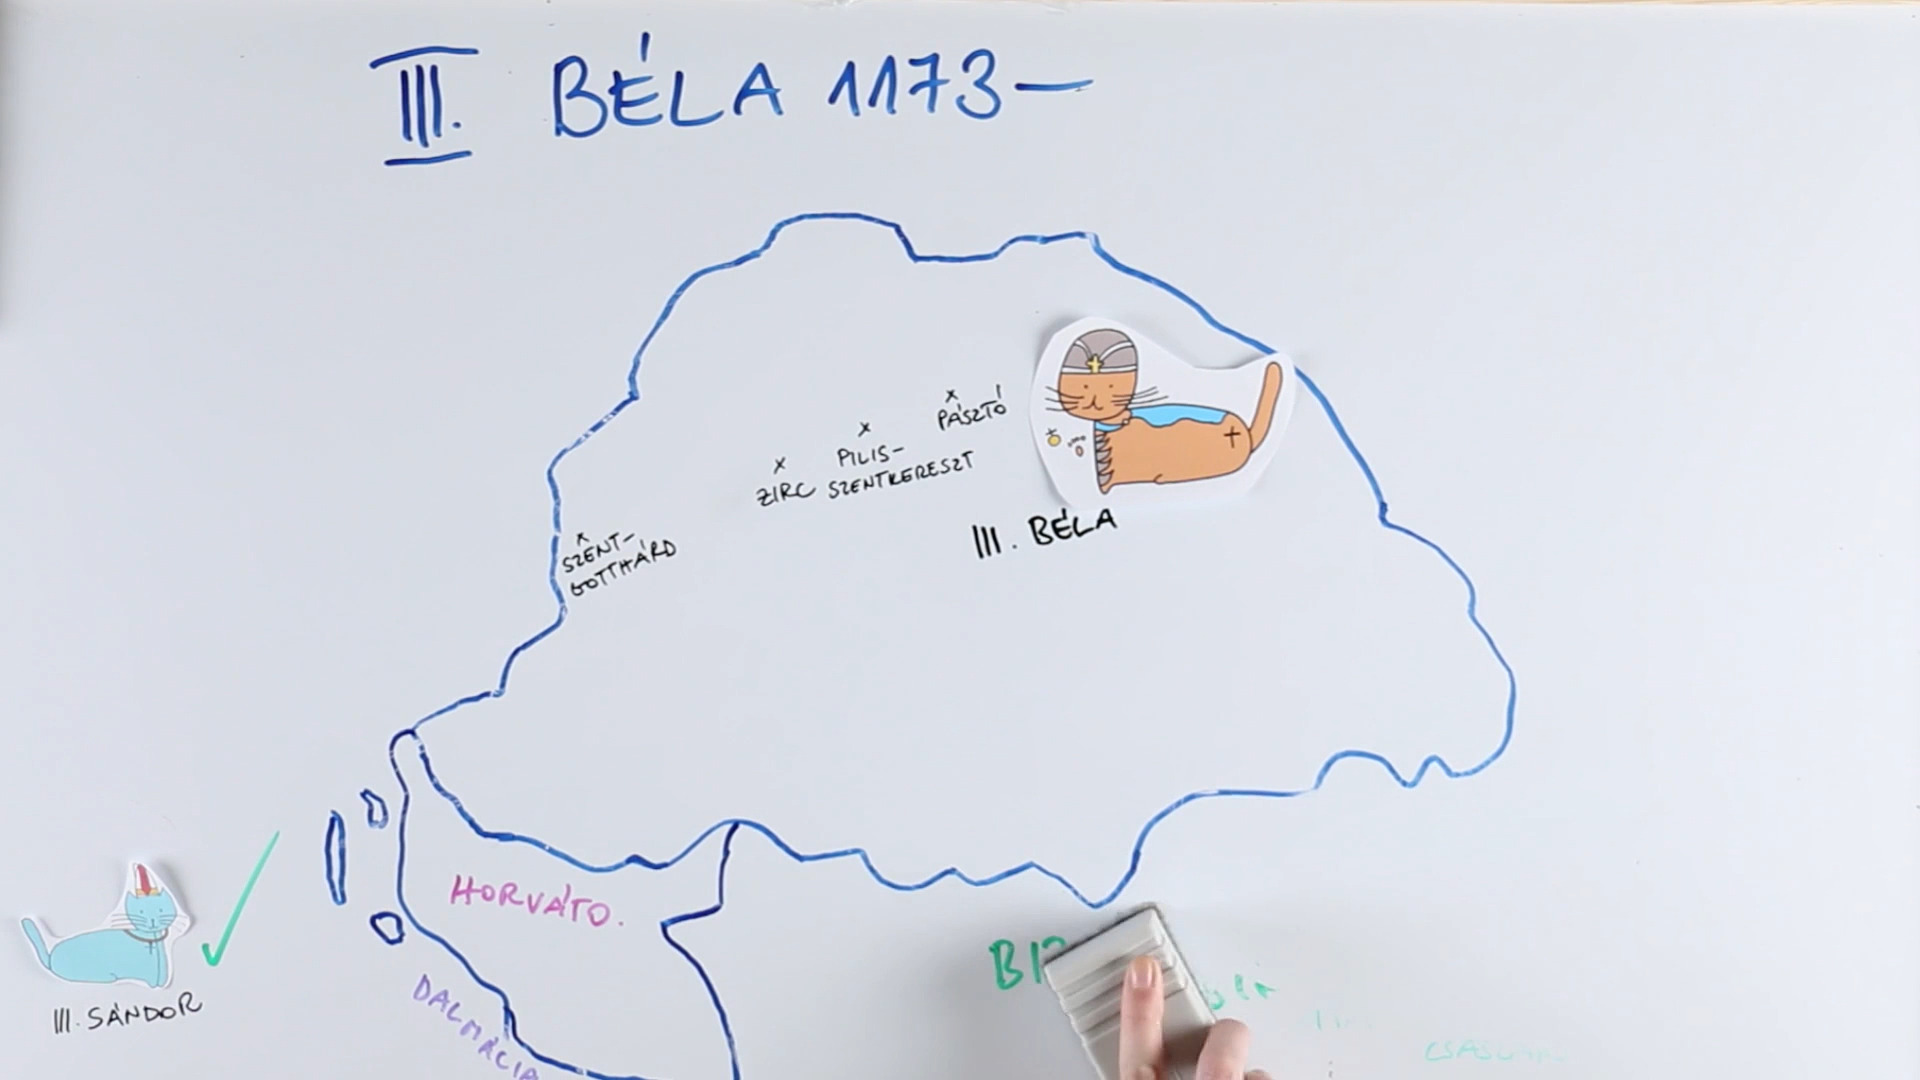 III. BÉLA 1173-
PÁSZTÓ
PILIS-
SZENTKERESZT
ZIRC
III. BÉLA
SZENT-
GOTTHÁRD
HORVÁTO.
DALMÁCIA
III. SÁNDOR